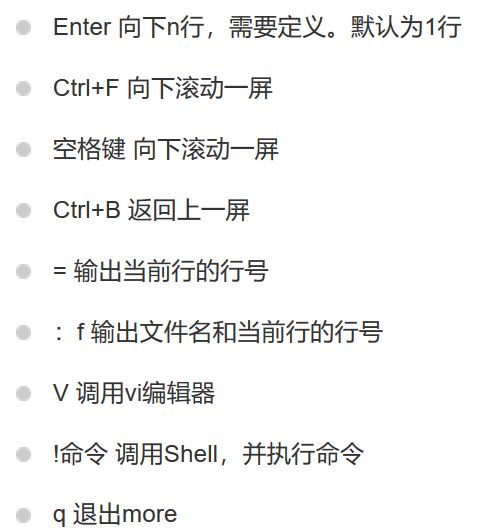 Enter 向下n行，需要定义。默认为1行
Ctrl+F 向下滚动一屏
空格键 向下滚动一屏
Ctrl+B 返回上一屏
= 输出当前行的行号
：f 输出文件名和当前行的行号
V 调用vi编辑器
!命令 调用Shell，并执行命令
q 退出more